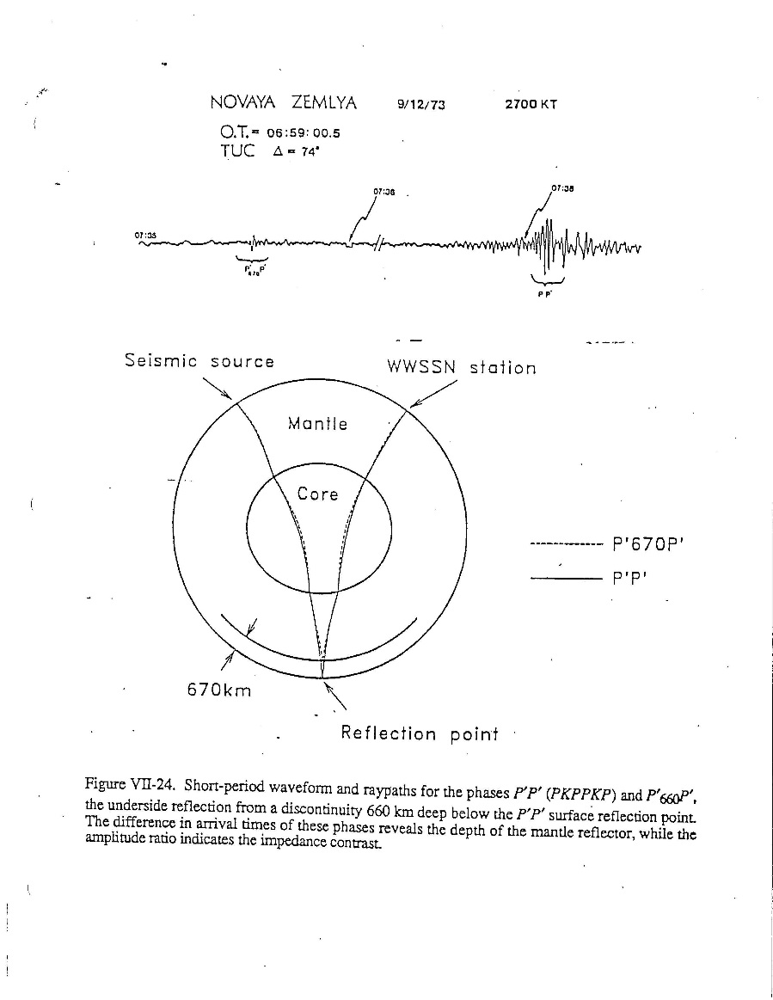 NOVAYA ZEMLYA 9/12/73 2700 KT
O.T.= 06:59:00.5
TUC Δ = 74°
07:36 07:38
07:35
P'670P'
P P'
Seismic source
WWSSN station
Mantle
Core
P'670P'
P'P'
670km
Reflection point
Figure VII-24. Short-period waveform and raypaths for the phases P'P' (PKPPKP) and P'660P',
the underside reflection from a discontinuity 660 km deep below the P'P' surface reflection point.
The difference in arrival times of these phases reveals the depth of the mantle reflector, while the
amplitude ratio indicates the impedance contrast.